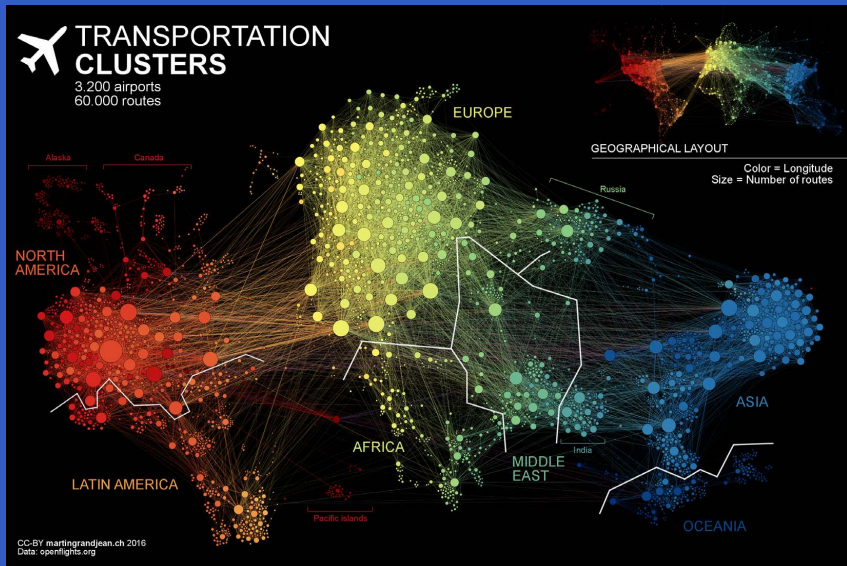 TRANSPORTATION
CLUSTERS
3.200 airports
60.000 routes
EUROPE
GEOGRAPHICAL LAYOUT
Color = Longitude
Size = Number of routes
Alaska
Canada
Russia
NORTH
AMERICA
ASIA
AFRICA
India
MIDDLE
EAST
LATIN AMERICA
Pacific islands
OCEANIA
CC-BY martingrandjean.ch 2016
Data: openflights.org